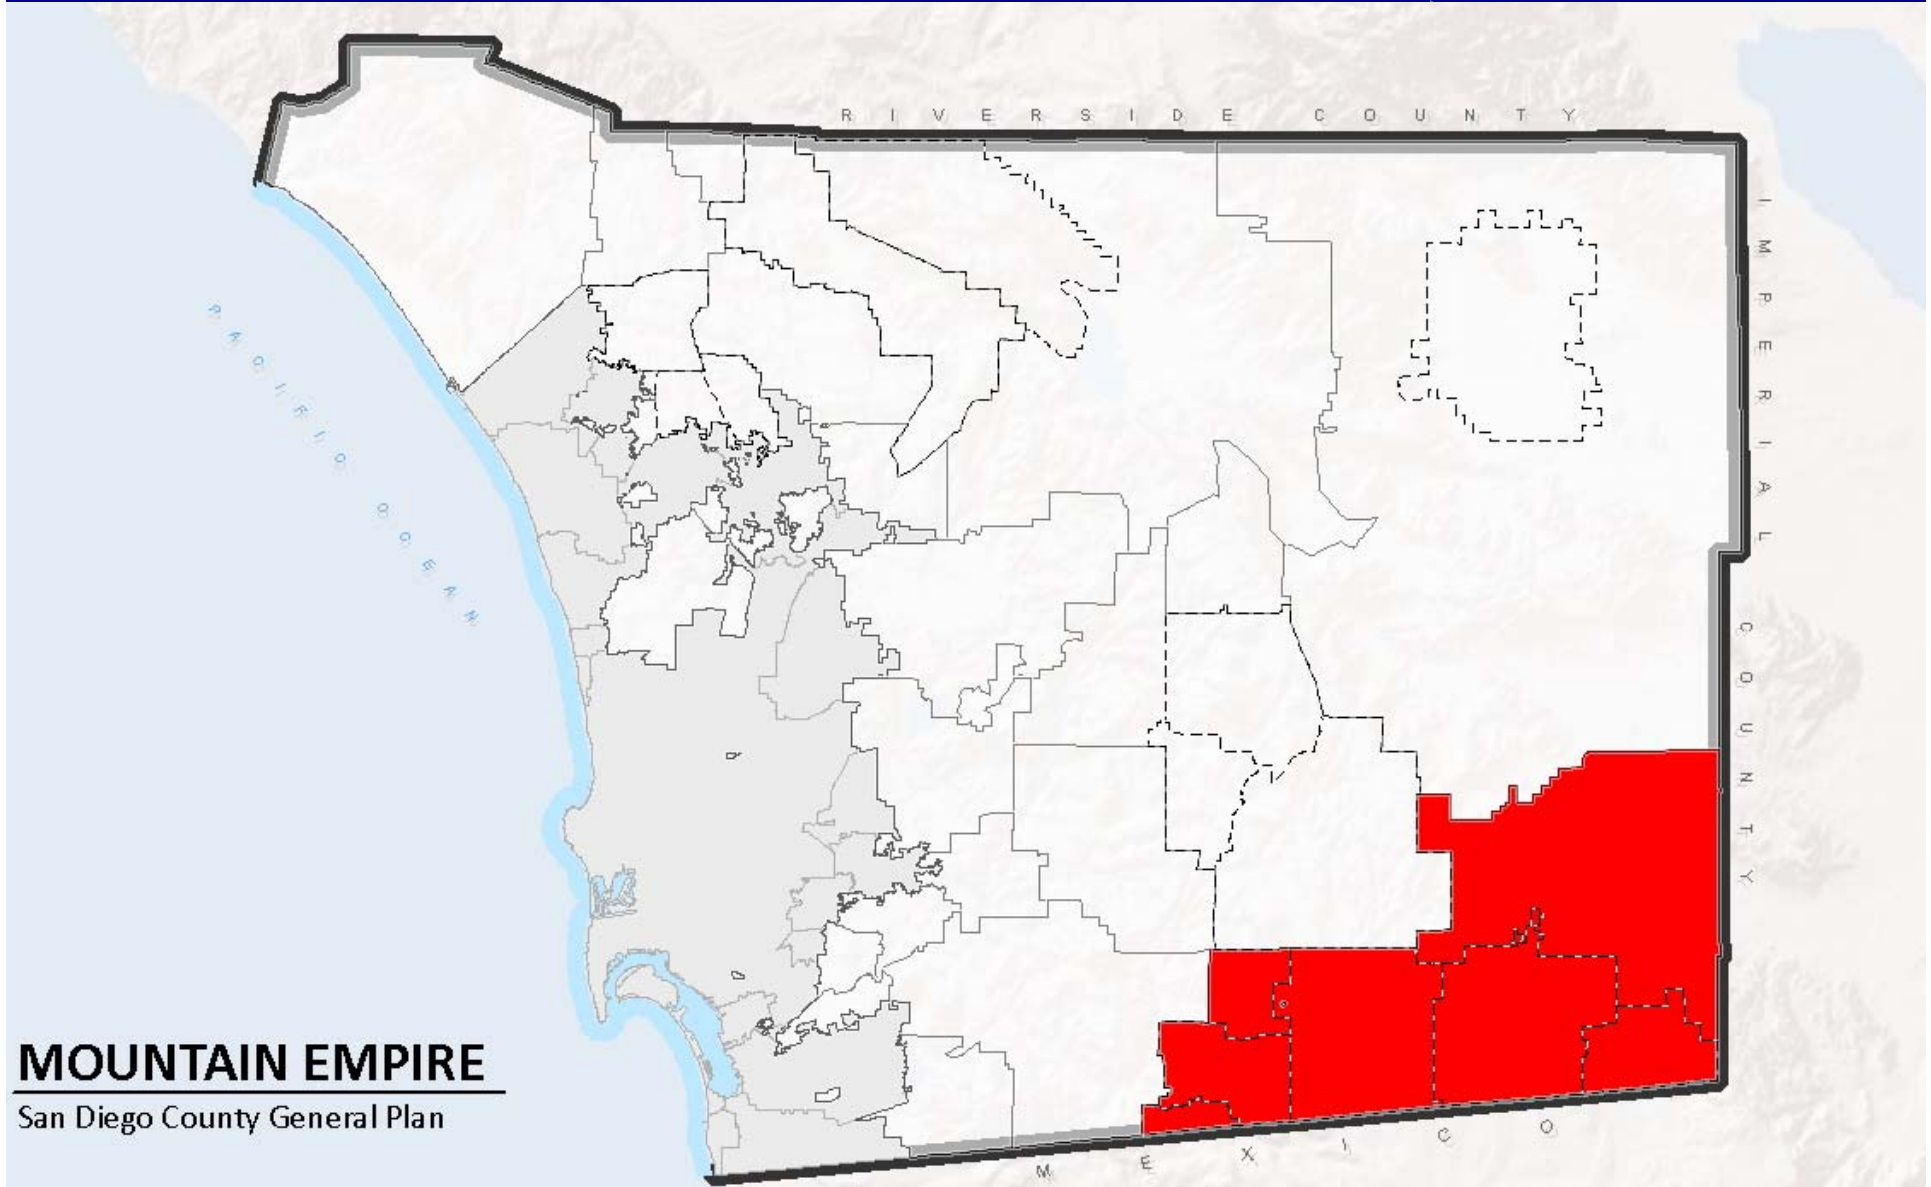 RIVERSIDE COUNTY
IMPERIAL COUNTY
PACIFIC OCEAN
MOUNTAIN EMPIRE
San Diego County General Plan
MEXICO